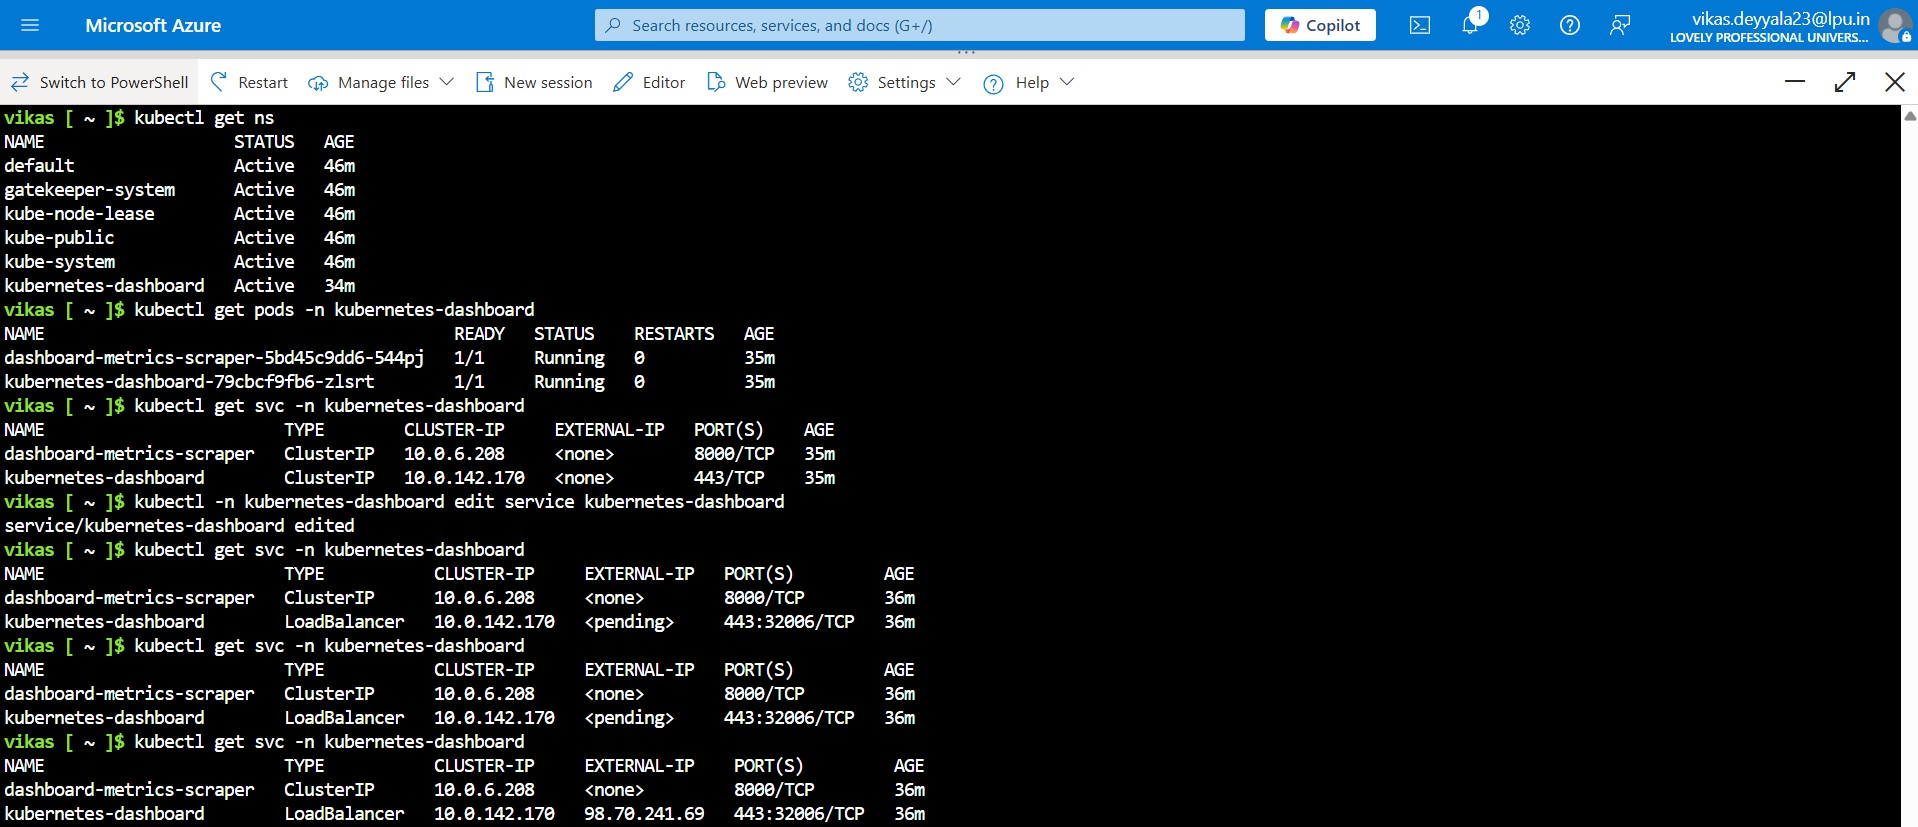 Microsoft Azure
Search resources, services, and docs (G+/)
Copilot
1
vikas.deyyala23@lpu.in
LOVELY PROFESSIONAL UNIVERS...
Switch to PowerShell Restart Manage files New session Editor Web preview Settings Help
vikas [ ~ ]$ kubectl get ns
NAME STATUS AGE
default Active 46m
gatekeeper-system Active 46m
kube-node-lease Active 46m
kube-public Active 46m
kube-system Active 46m
kubernetes-dashboard Active 34m
vikas [ ~ ]$ kubectl get pods -n kubernetes-dashboard
NAME READY STATUS RESTARTS AGE
dashboard-metrics-scraper-5bd45c9dd6-544pj 1/1 Running 0 35m
kubernetes-dashboard-79cbcf9fb6-zlsrt 1/1 Running 0 35m
vikas [ ~ ]$ kubectl get svc -n kubernetes-dashboard
NAME TYPE CLUSTER-IP EXTERNAL-IP PORT(S) AGE
dashboard-metrics-scraper ClusterIP 10.0.6.208 <none> 8000/TCP 35m
kubernetes-dashboard ClusterIP 10.0.142.170 <none> 443/TCP 35m
vikas [ ~ ]$ kubectl -n kubernetes-dashboard edit service kubernetes-dashboard
service/kubernetes-dashboard edited
vikas [ ~ ]$ kubectl get svc -n kubernetes-dashboard
NAME TYPE CLUSTER-IP EXTERNAL-IP PORT(S) AGE
dashboard-metrics-scraper ClusterIP 10.0.6.208 <none> 8000/TCP 36m
kubernetes-dashboard LoadBalancer 10.0.142.170 <pending> 443:32006/TCP 36m
vikas [ ~ ]$ kubectl get svc -n kubernetes-dashboard
NAME TYPE CLUSTER-IP EXTERNAL-IP PORT(S) AGE
dashboard-metrics-scraper ClusterIP 10.0.6.208 <none> 8000/TCP 36m
kubernetes-dashboard LoadBalancer 10.0.142.170 <pending> 443:32006/TCP 36m
vikas [ ~ ]$ kubectl get svc -n kubernetes-dashboard
NAME TYPE CLUSTER-IP EXTERNAL-IP PORT(S) AGE
dashboard-metrics-scraper ClusterIP 10.0.6.208 <none> 8000/TCP 36m
kubernetes-dashboard LoadBalancer 10.0.142.170 98.70.241.69 443:32006/TCP 36m